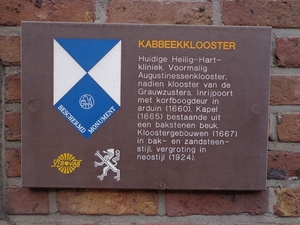 KABBEEKKLOOSTER
Huidige Heilig-Hart-
kliniek. Voormalig
Augustinessenklooster,
nadien klooster van de
Grauwzusters. Inrijpoort
met korfboogdeur in
arduin (1660). Kapel
(1665) bestaande uit
een bakstenen beuk.
Kloostergebouwen (1667)
in bak- en zandsteen-
stijl, vergroting in
neostijl (1924).
BESCHERMD MONUMENT